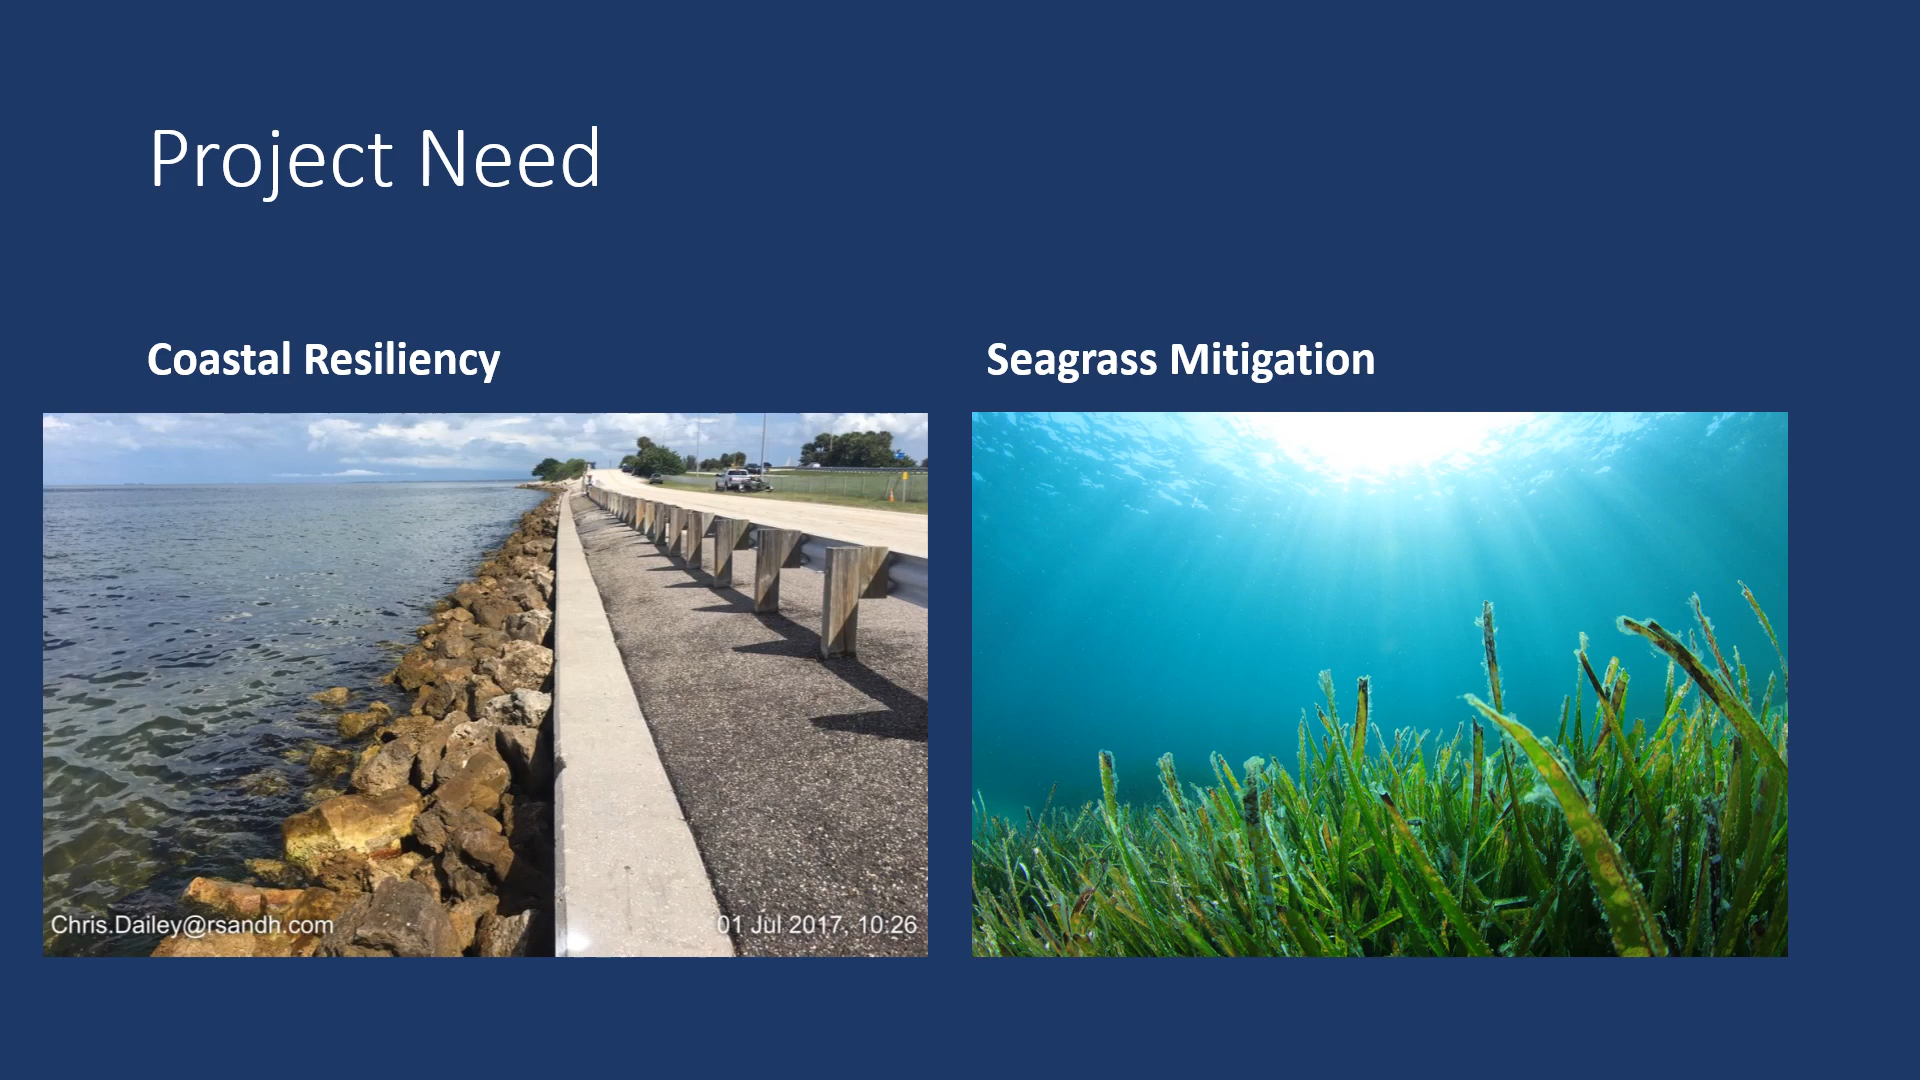 Project Need
Coastal Resiliency
Seagrass Mitigation
Chris.Dailey@rsandh.com
01 Jul 2017, 10:26